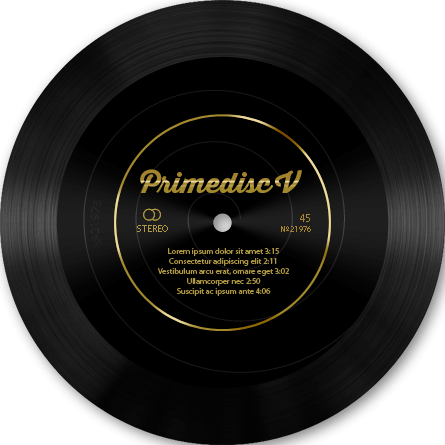 Primedisc V
STEREO
45
№21976
Lorem ipsum dolor sit amet 3:15
Consectetur adipiscing elit 2:11
Vestibulum arcu erat, ornare eget 3:02
Ullamcorper nec 2:50
Suscipit ac ipsum ante 4:06